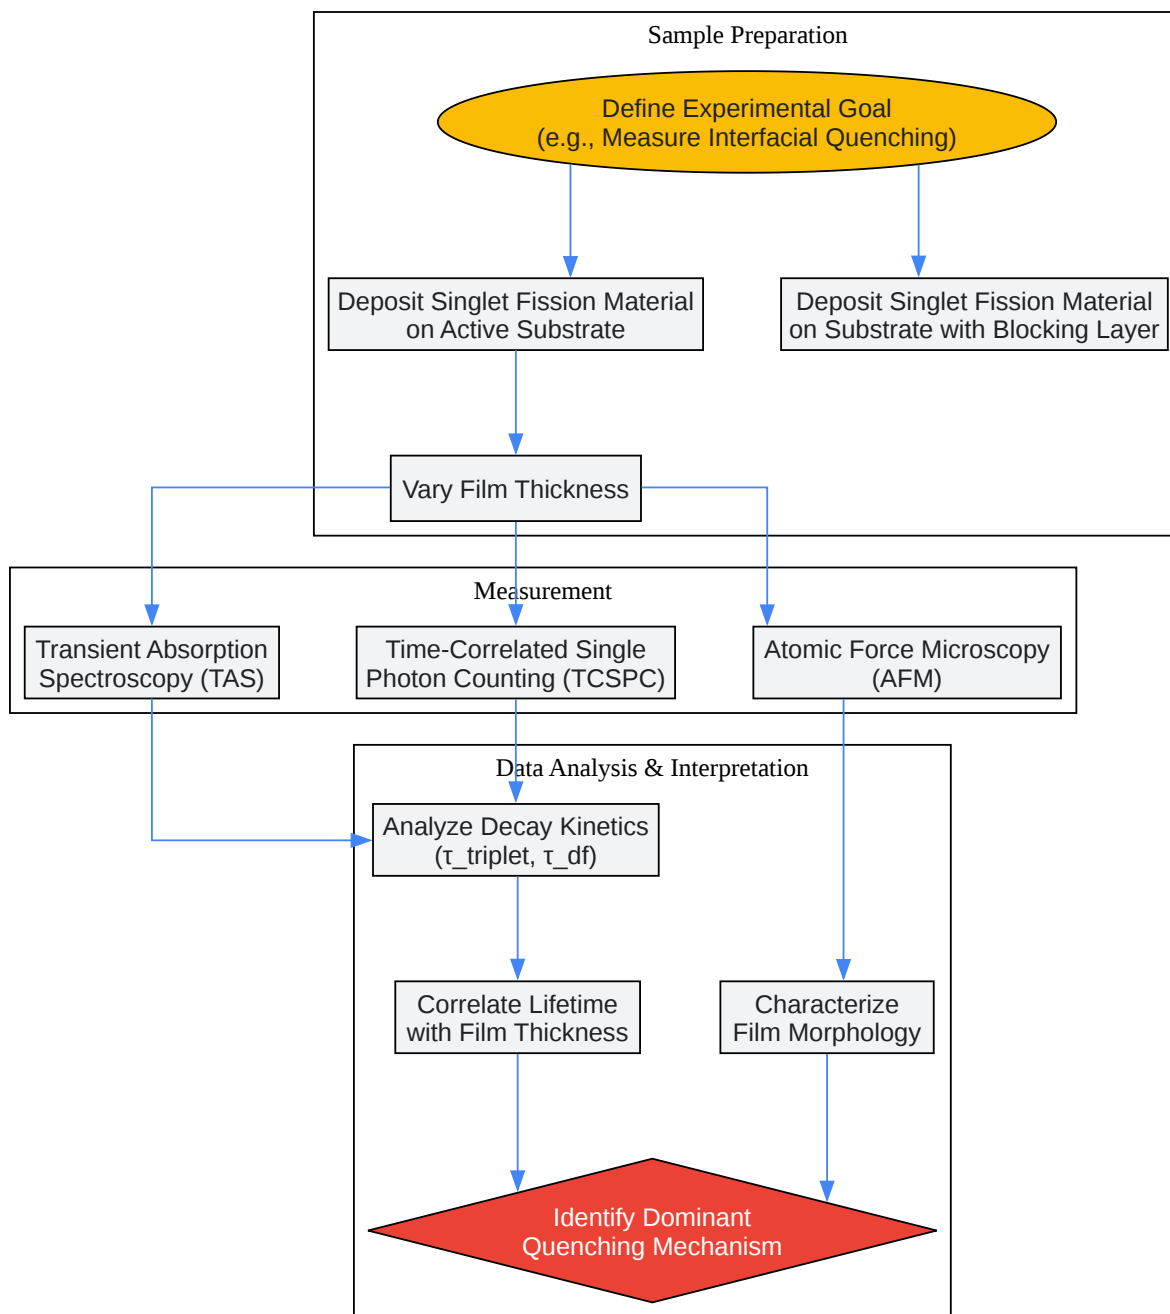 Sample Preparation
Define Experimental Goal
(e.g., Measure Interfacial Quenching)
Deposit Singlet Fission Material
on Active Substrate
Deposit Singlet Fission Material
on Substrate with Blocking Layer
Vary Film Thickness
Measurement
Transient Absorption
Spectroscopy (TAS)
Time-Correlated Single
Photon Counting (TCSPC)
Atomic Force Microscopy
(AFM)
Data Analysis & Interpretation
Analyze Decay Kinetics
(τ_triplet, τ_df)
Correlate Lifetime
with Film Thickness
Characterize
Film Morphology
Identify Dominant
Quenching Mechanism